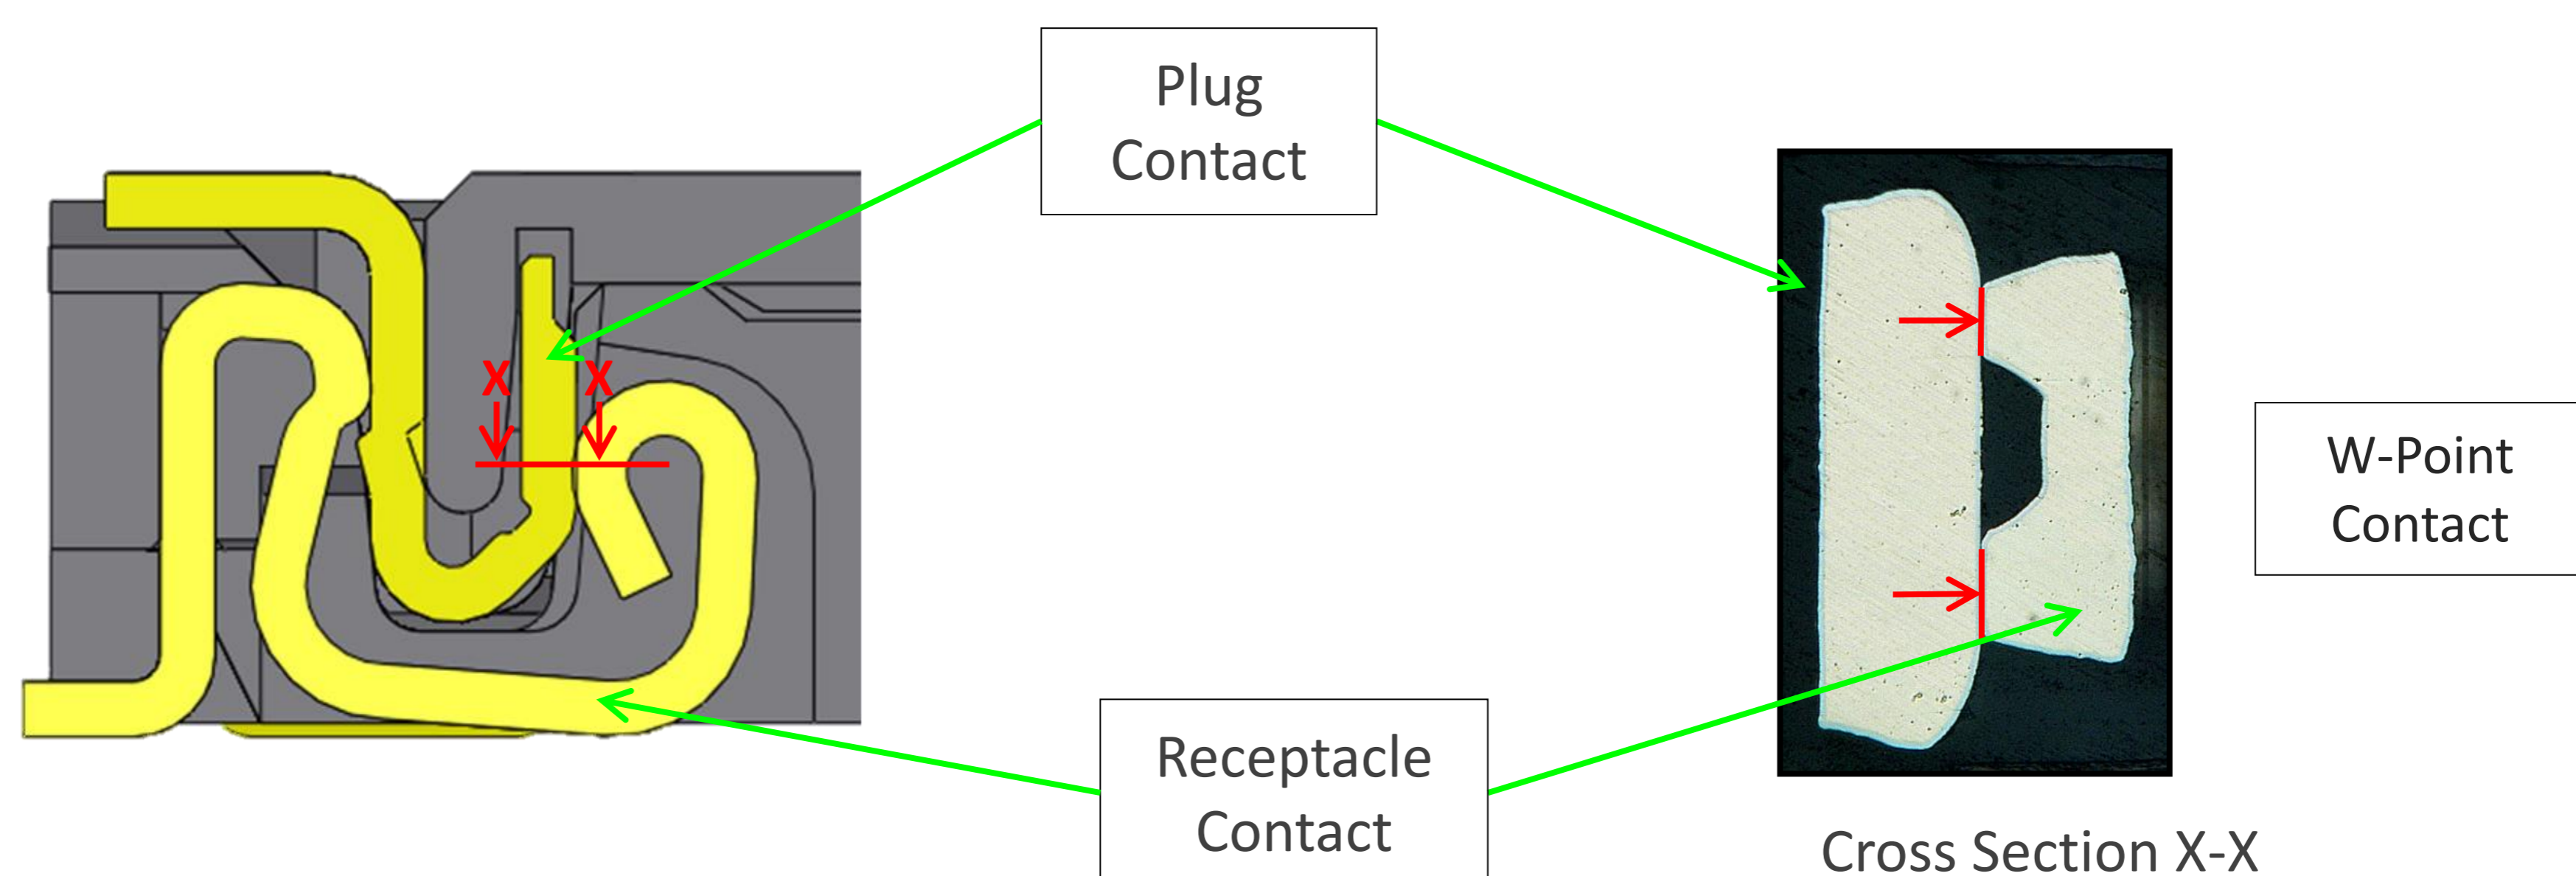 Plug
Contact
X X
W-Point
Contact
Receptacle
Contact
Cross Section X-X